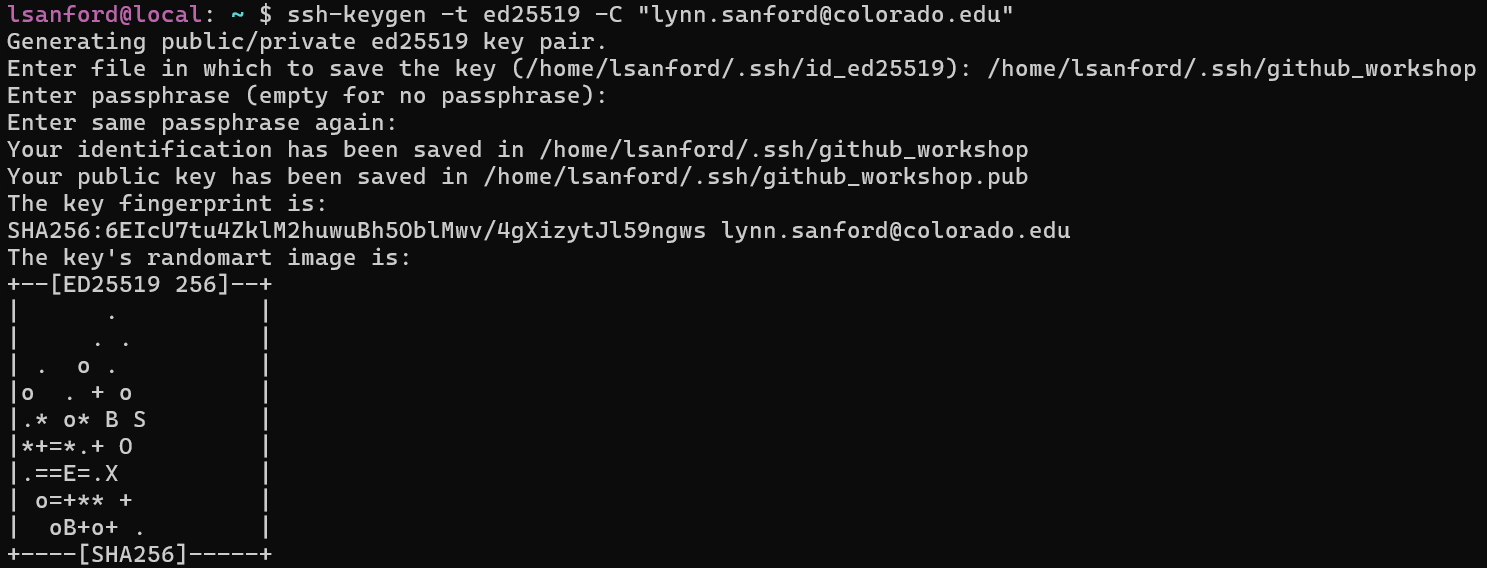 lsanford@local: ~ $ ssh-keygen -t ed25519 -C "lynn.sanford@colorado.edu"
Generating public/private ed25519 key pair.
Enter file in which to save the key (/home/lsanford/.ssh/id_ed25519): /home/lsanford/.ssh/github_workshop
Enter passphrase (empty for no passphrase):
Enter same passphrase again:
Your identification has been saved in /home/lsanford/.ssh/github_workshop
Your public key has been saved in /home/lsanford/.ssh/github_workshop.pub
The key fingerprint is:
SHA256:6EIcU7tu4ZklM2huwuBh5OblMwv/4gXizytJl59ngws lynn.sanford@colorado.edu
The key's randomart image is:
+--[ED25519 256]--+
|      .          |
|     . .         |
| .  o .          |
|o  . + o         |
|.* o* B S        |
|*+=*.+ O         |
|.==E=.X          |
| o=+** +         |
|  oB+o+ .        |
+----[SHA256]-----+